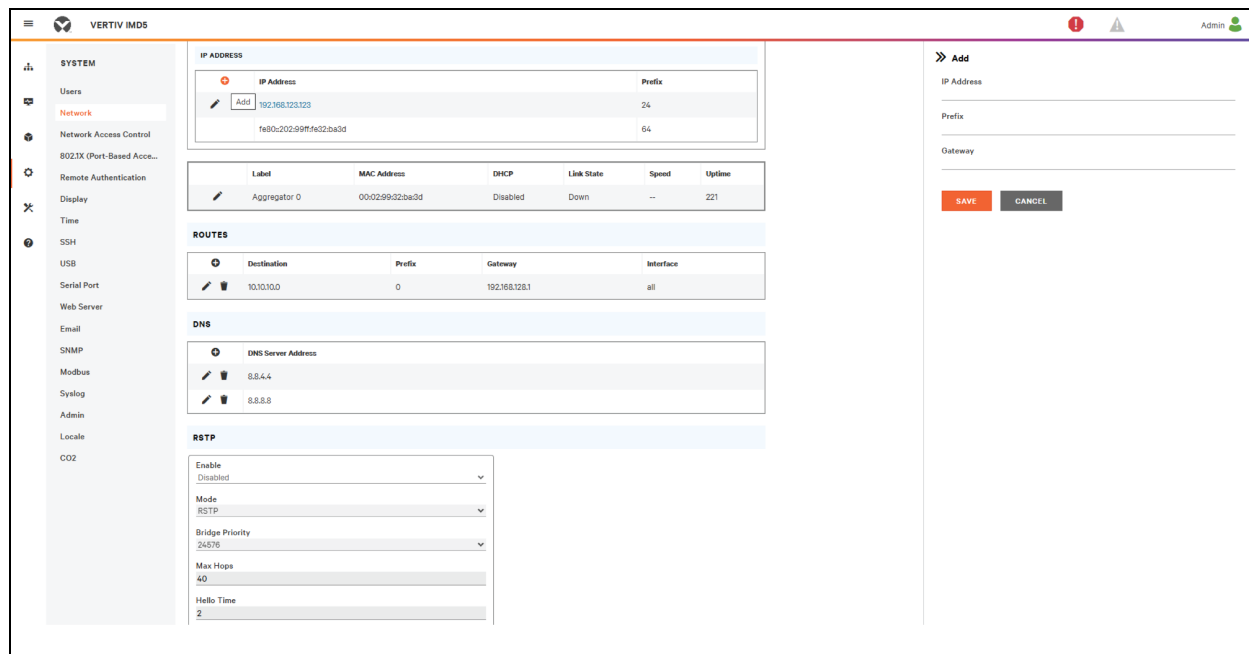 VERTIV IMD5
Admin
SYSTEM
Users
Network
Network Access Control
802.1X (Port-Based Acce...
Remote Authentication
Display
Time
SSH
USB
Serial Port
Web Server
Email
SNMP
Modbus
Syslog
Admin
Locale
CO2
IP ADDRESS
IP Address Prefix
Add
192.168.123.123 24
fe80::202:99ff:fe32:ba3d 64
Label MAC Address DHCP Link State Speed Uptime
Aggregator 0 00:02:99:32:ba:3d Disabled Down -- 221
ROUTES
Destination Prefix Gateway Interface
10.10.10.0 0 192.168.128.1 all
DNS
DNS Server Address
8.8.4.4
8.8.8.8
RSTP
Enable
Disabled
Mode
RSTP
Bridge Priority
24576
Max Hops
40
Hello Time
2
Add
IP Address
Prefix
Gateway
SAVE CANCEL